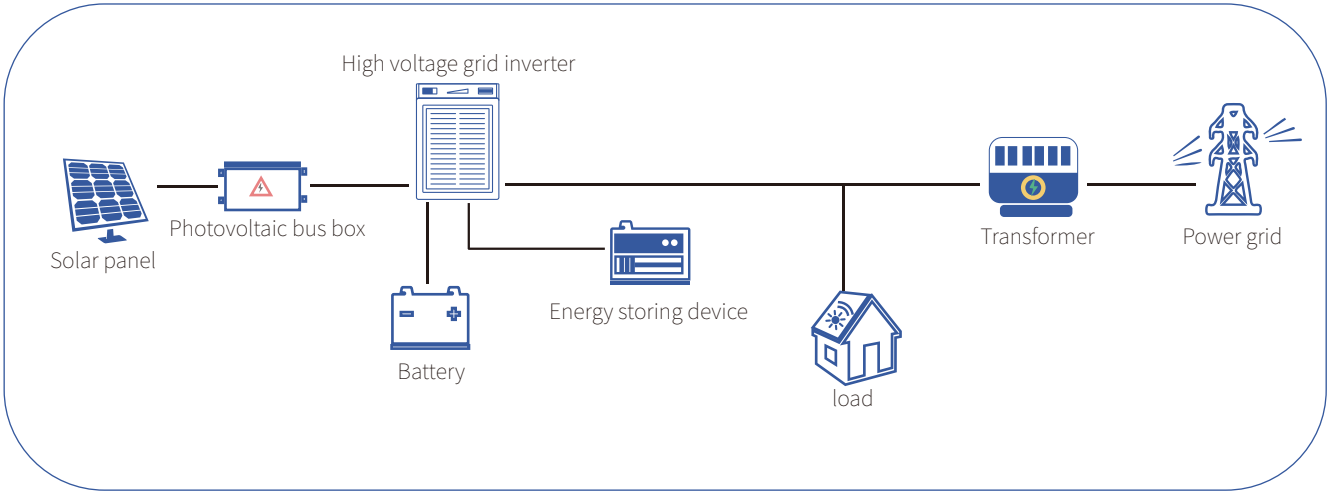 High voltage grid inverter
Photovoltaic bus box
Solar panel
Transformer
Power grid
Energy storing device
Battery
load